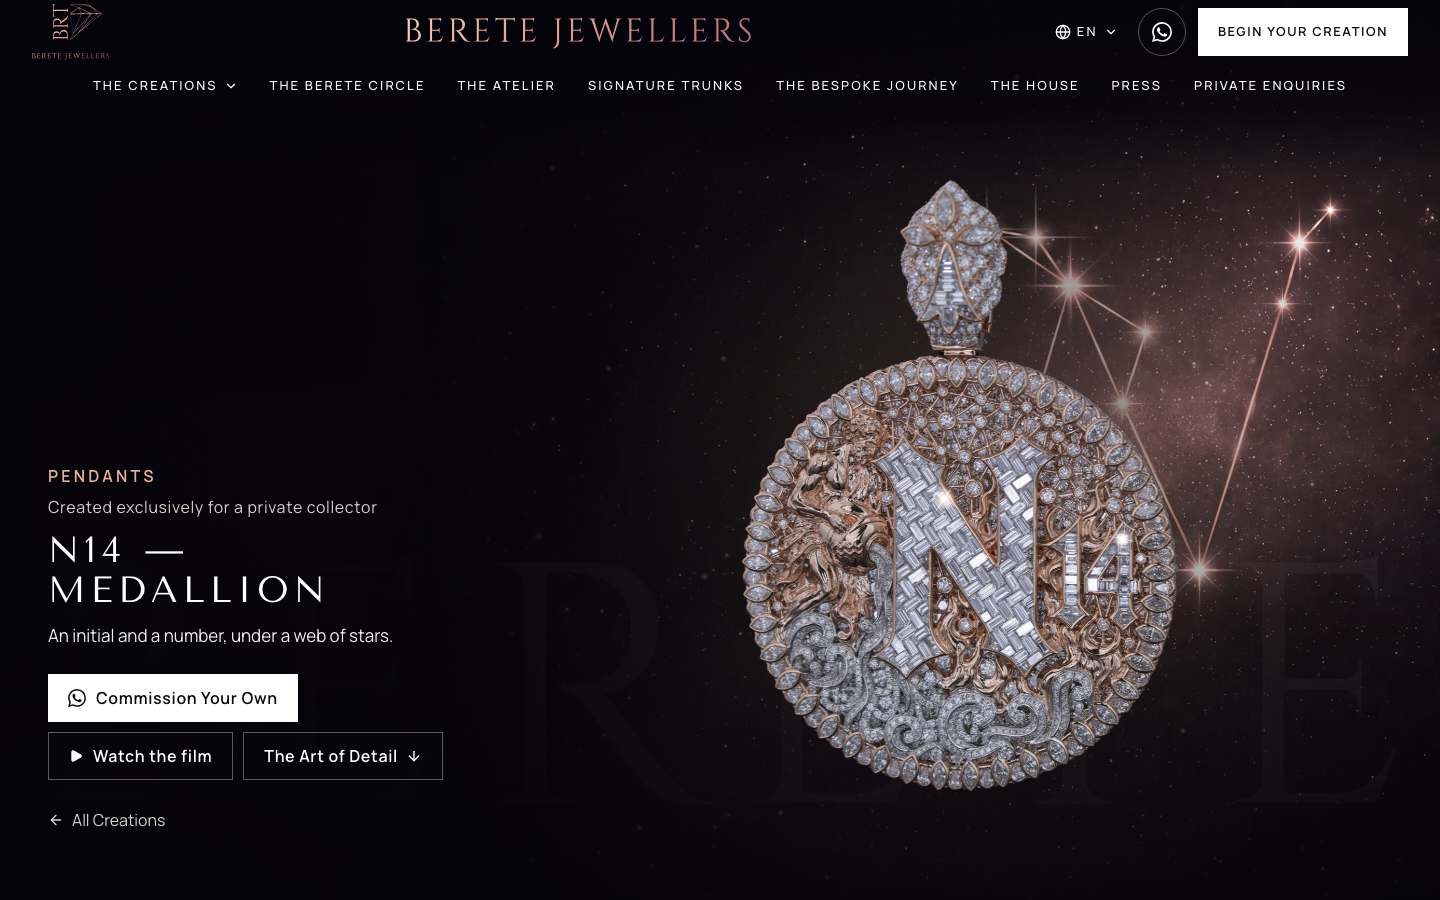 BRT
BERETE JEWELLERS
BERETE JEWELLERS
EN
BEGIN YOUR CREATION
THE CREATIONS
THE BERETE CIRCLE
THE ATELIER
SIGNATURE TRUNKS
THE BESPOKE JOURNEY
THE HOUSE
PRESS
PRIVATE ENQUIRIES
PENDANTS
Created exclusively for a private collector
N14 —
MEDALLION
An initial and a number, under a web of stars.
Commission Your Own
Watch the film
The Art of Detail
All Creations
N
14
BERETE